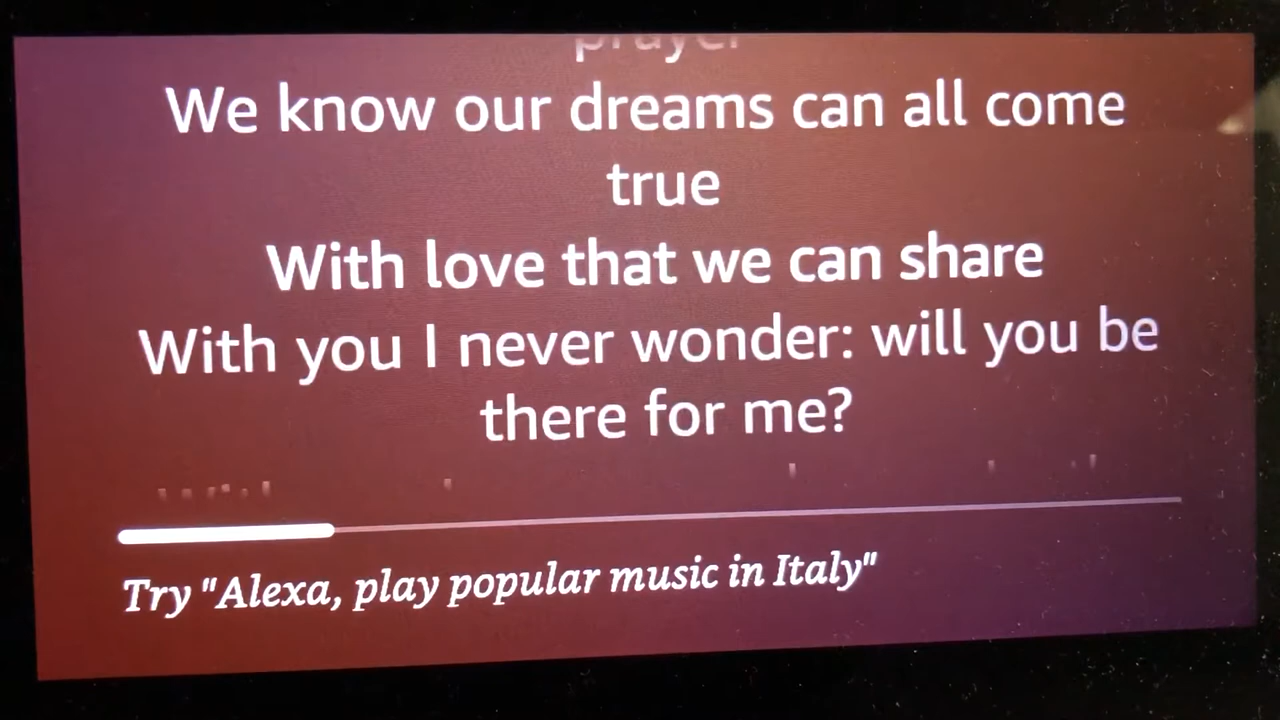 prayer
We know our dreams can all come
true
With love that we can share
With you I never wonder: will you be
there for me?
Try "Alexa, play popular music in Italy"